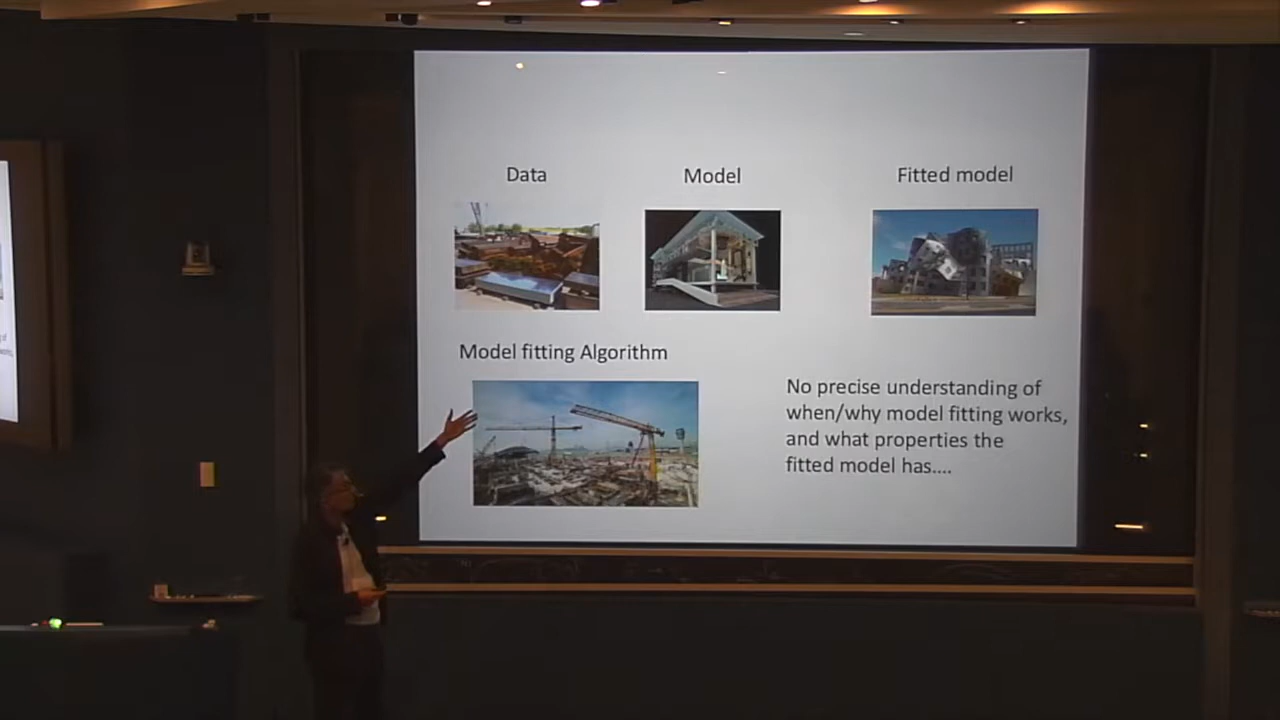 Data
Model
Fitted model
Model fitting Algorithm
No precise understanding of
when/why model fitting works,
and what properties the
fitted model has....